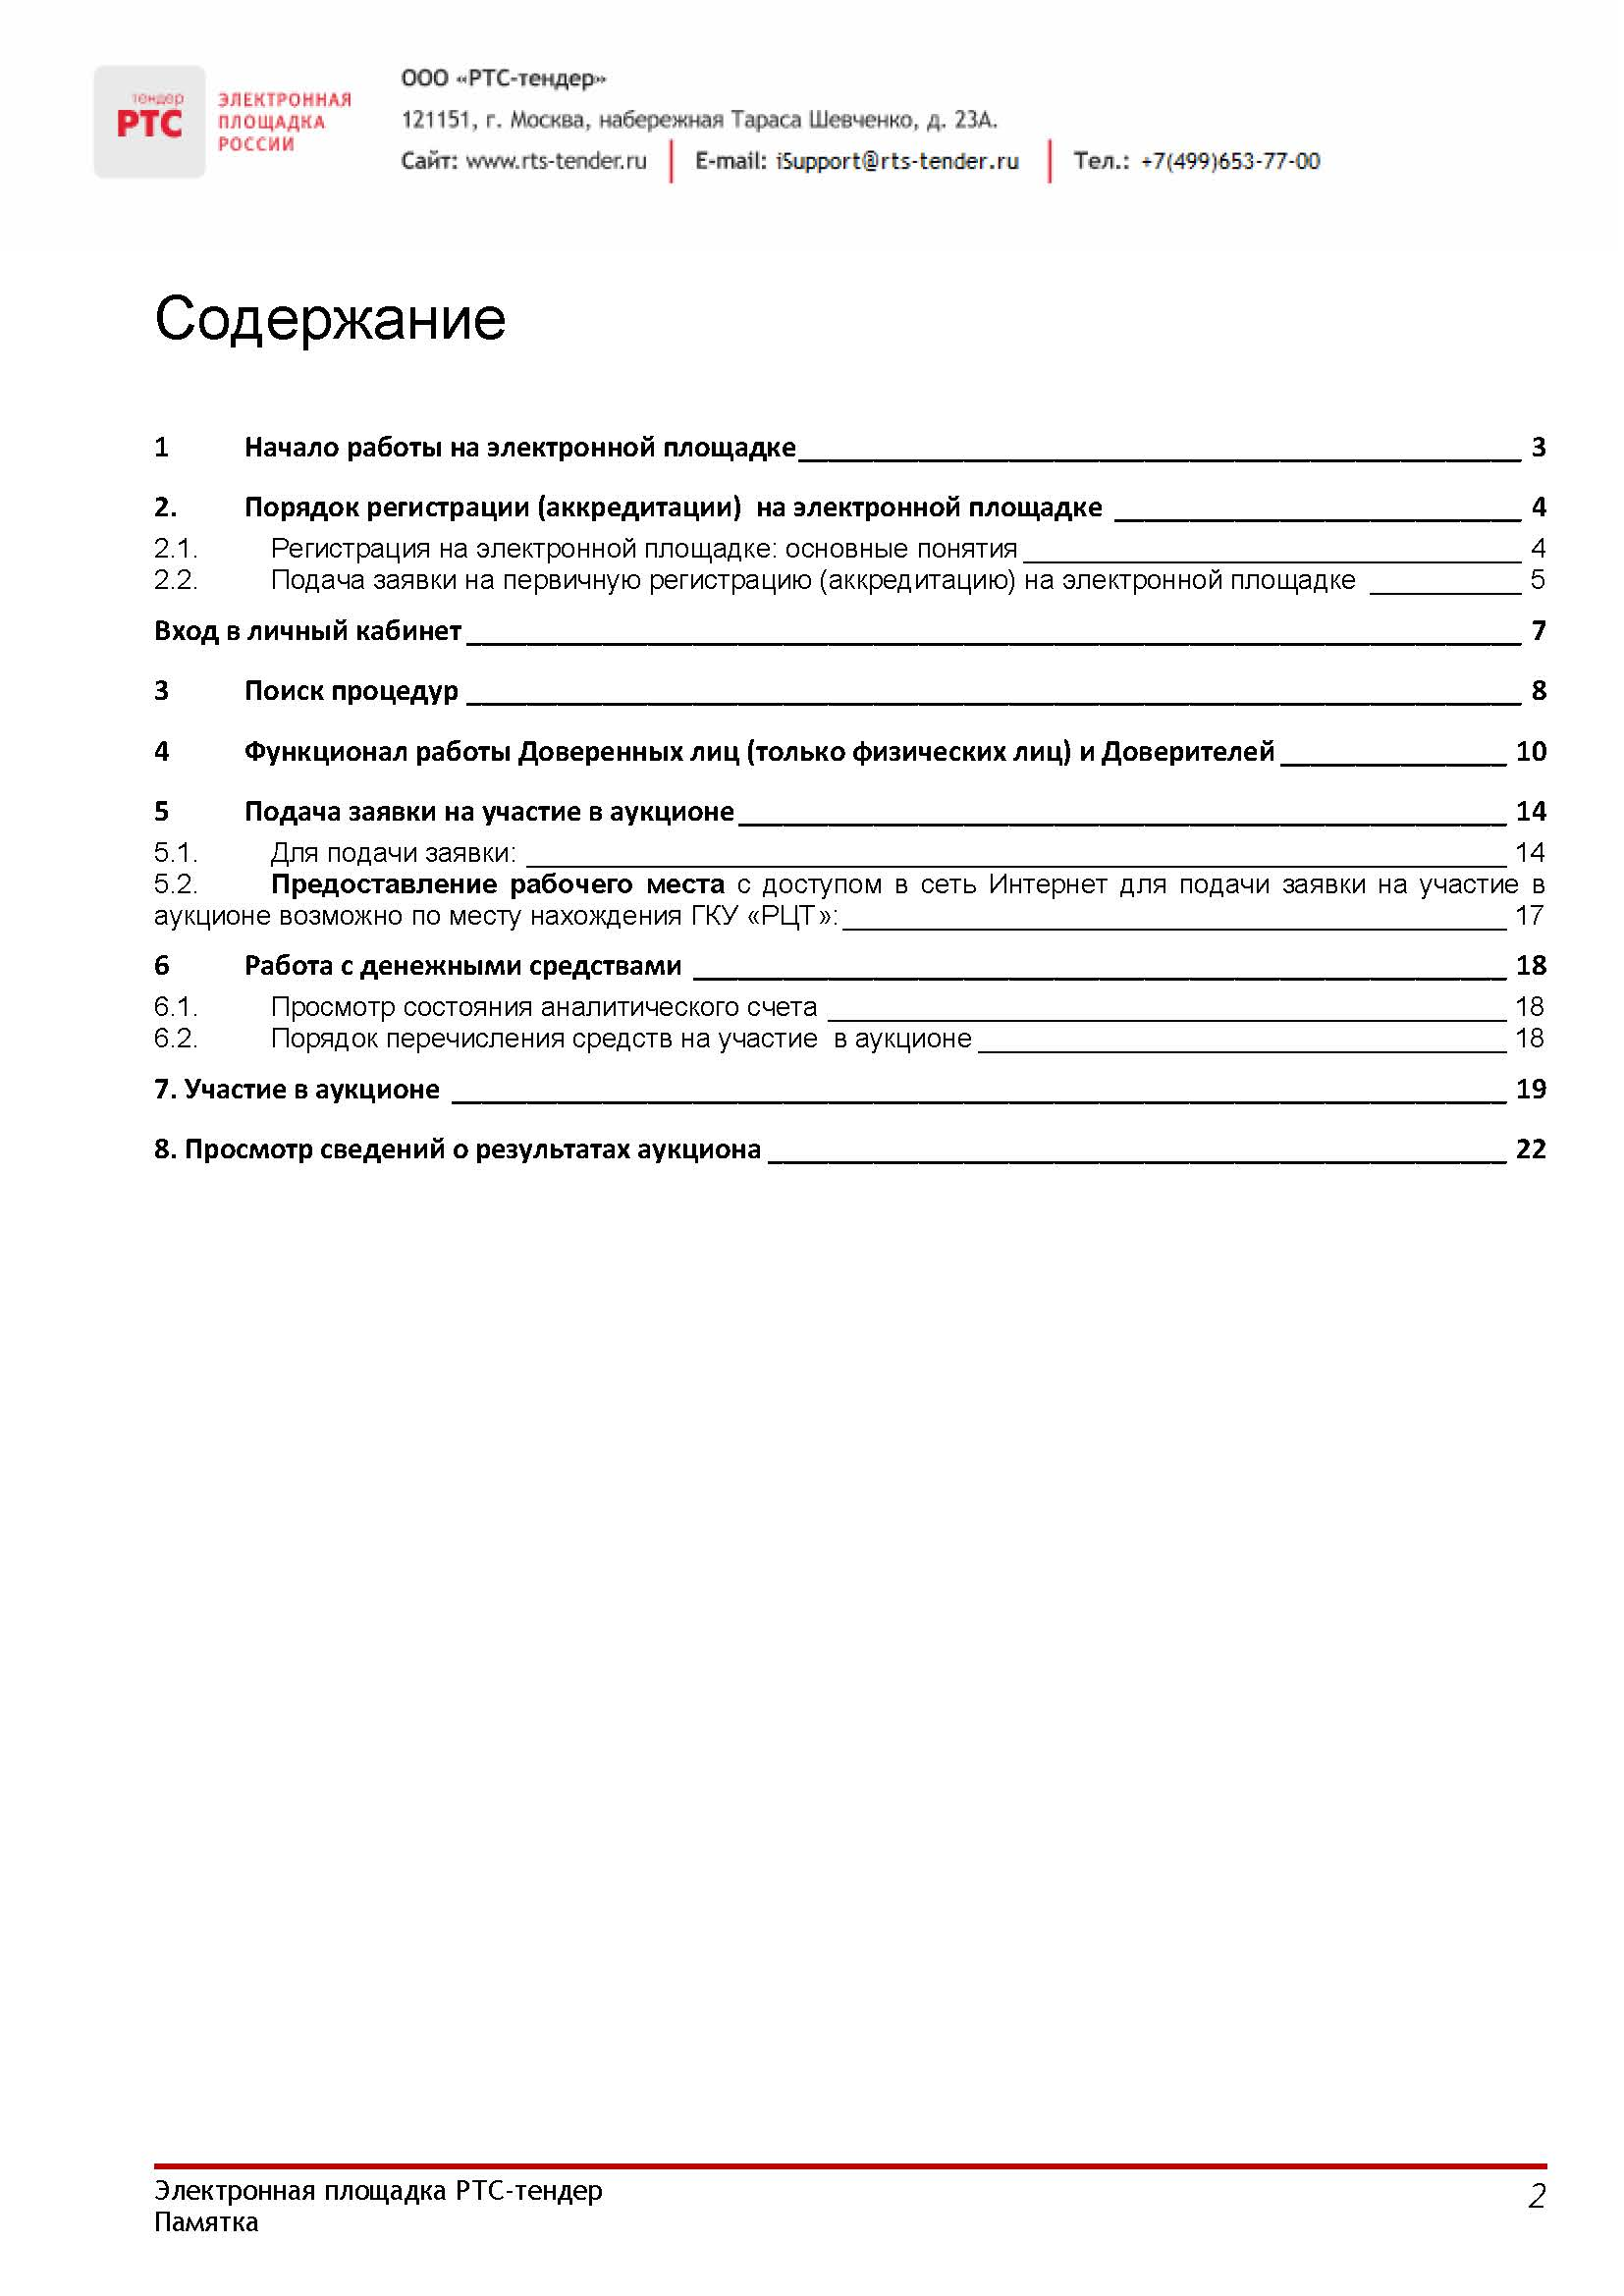 тендер
РТС
ЭЛЕКТРОННАЯ
ПЛОЩАДКА
РОССИИ
ООО «РТС-тендер»
121151, г. Москва, набережная Тараса Шевченко, д. 23А.
Сайт: www.rts-tender.ru E-mail: iSupport@rts-tender.ru Тел.: +7(499)653-77-00
Содержание
1 Начало работы на электронной площадке 3
2. Порядок регистрации (аккредитации) на электронной площадке 4
2.1. Регистрация на электронной площадке: основные понятия 4
2.2. Подача заявки на первичную регистрацию (аккредитацию) на электронной площадке 5
Вход в личный кабинет 7
3 Поиск процедур 8
4 Функционал работы Доверенных лиц (только физических лиц) и Доверителей 10
5 Подача заявки на участие в аукционе 14
5.1. Для подачи заявки: 14
5.2. Предоставление рабочего места с доступом в сеть Интернет для подачи заявки на участие в
аукционе возможно по месту нахождения ГКУ «РЦТ»: 17
6 Работа с денежными средствами 18
6.1. Просмотр состояния аналитического счета 18
6.2. Порядок перечисления средств на участие в аукционе 18
7. Участие в аукционе 19
8. Просмотр сведений о результатах аукциона 22
Электронная площадка РТС-тендер 2
Памятка